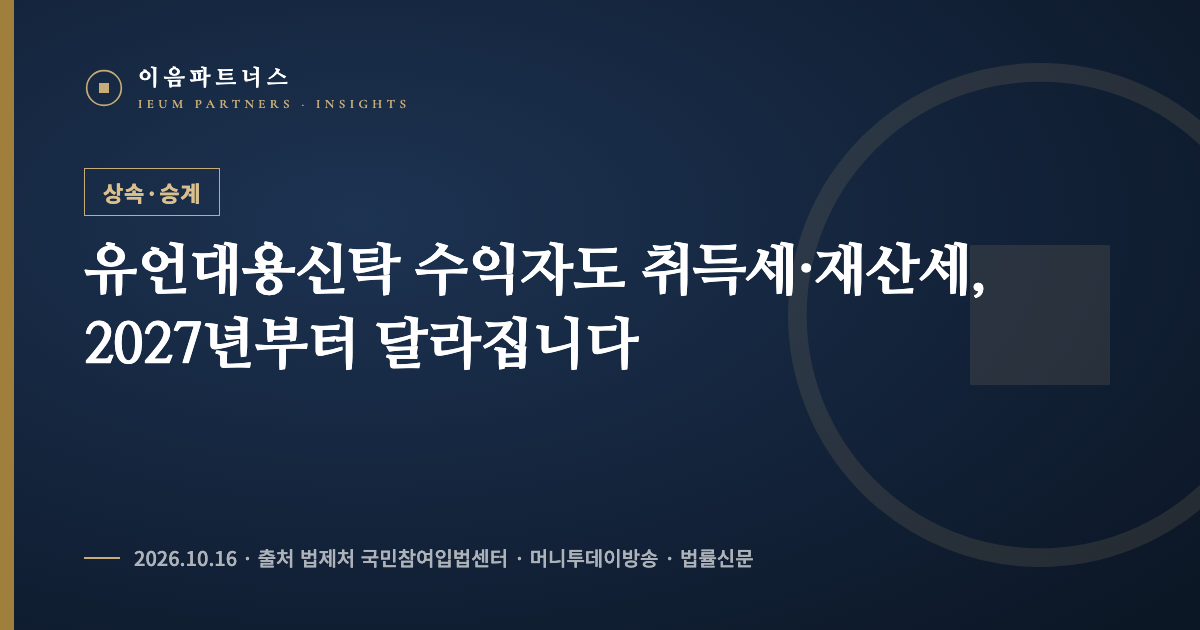 이음파트너스
IEUM PARTNERS · INSIGHTS
상속·승계
유언대용신탁 수익자도 취득세·재산세,
2027년부터 달라집니다
2026.10.16 · 출처 법제처 국민참여입법센터 · 머니투데이방송 · 법률신문